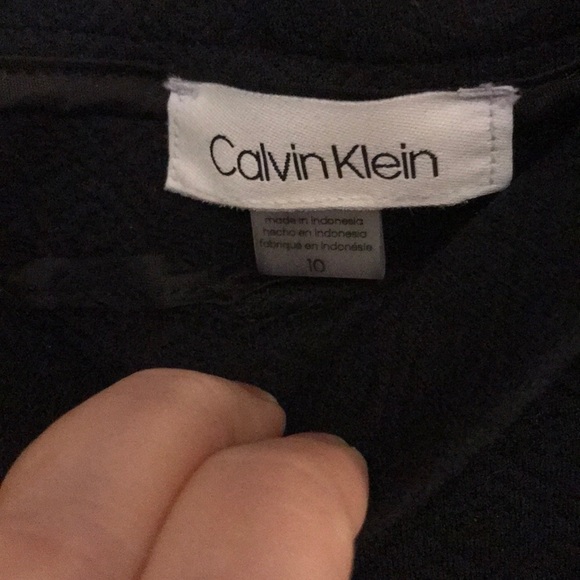 Calvin Klein
made in Indonesia
hecho en Indonesia
fabriqué en Indonésie
10